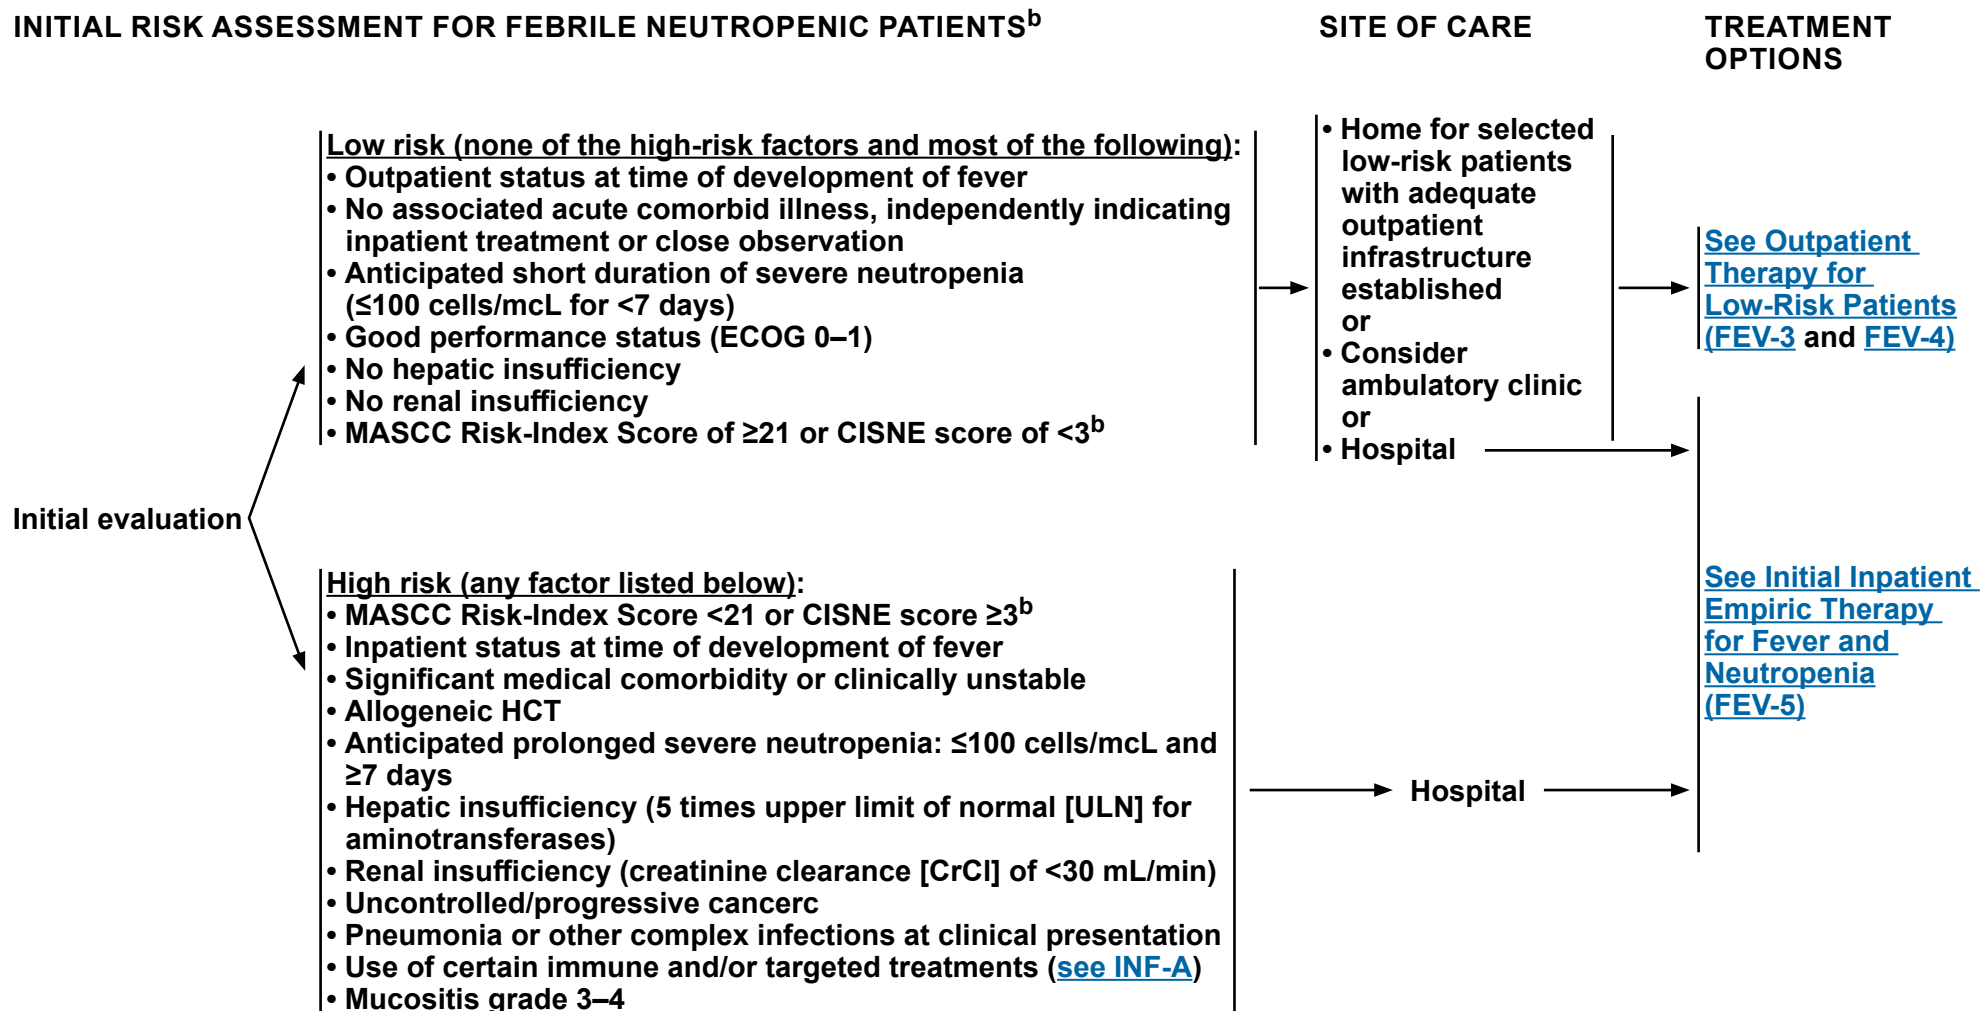 INITIAL RISK ASSESSMENT FOR FEBRILE NEUTROPENIC PATIENTSb
SITE OF CARE
TREATMENT
OPTIONS
Initial evaluation
Low risk (none of the high-risk factors and most of the following):
• Outpatient status at time of development of fever
• No associated acute comorbid illness, independently indicating
inpatient treatment or close observation
• Anticipated short duration of severe neutropenia
(≤100 cells/mcL for <7 days)
• Good performance status (ECOG 0–1)
• No hepatic insufficiency
• No renal insufficiency
• MASCC Risk-Index Score of ≥21 or CISNE score of <3b
• Home for selected
low-risk patients
with adequate
outpatient
infrastructure
established
or
• Consider
ambulatory clinic
or
• Hospital
See Outpatient
Therapy for
Low-Risk Patients
(FEV-3 and FEV-4)
High risk (any factor listed below):
• MASCC Risk-Index Score <21 or CISNE score ≥3b
• Inpatient status at time of development of fever
• Significant medical comorbidity or clinically unstable
• Allogeneic HCT
• Anticipated prolonged severe neutropenia: ≤100 cells/mcL and
≥7 days
• Hepatic insufficiency (5 times upper limit of normal [ULN] for
aminotransferases)
• Renal insufficiency (creatinine clearance [CrCl] of <30 mL/min)
• Uncontrolled/progressive cancerc
• Pneumonia or other complex infections at clinical presentation
• Use of certain immune and/or targeted treatments (see INF-A)
• Mucositis grade 3–4
Hospital
See Initial Inpatient
Empiric Therapy
for Fever and
Neutropenia
(FEV-5)